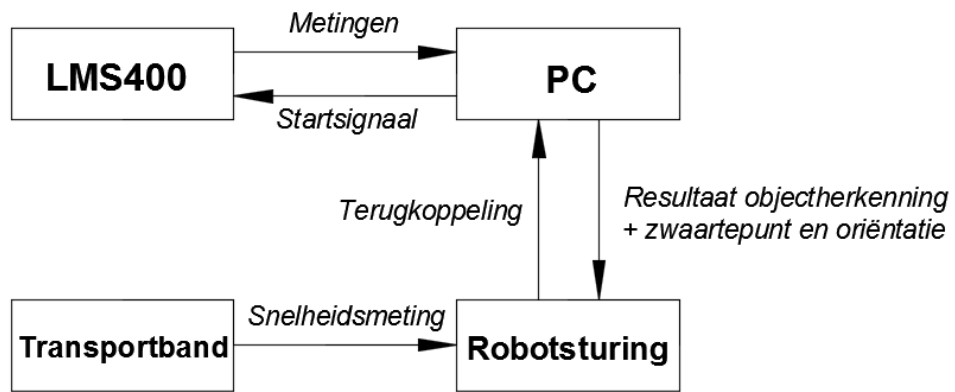 Metingen
LMS400
PC
Startsignaal
Terugkoppeling
Resultaat objectherkenning
+ zwaartepunt en oriëntatie
Snelheidsmeting
Transportband
Robotsturing